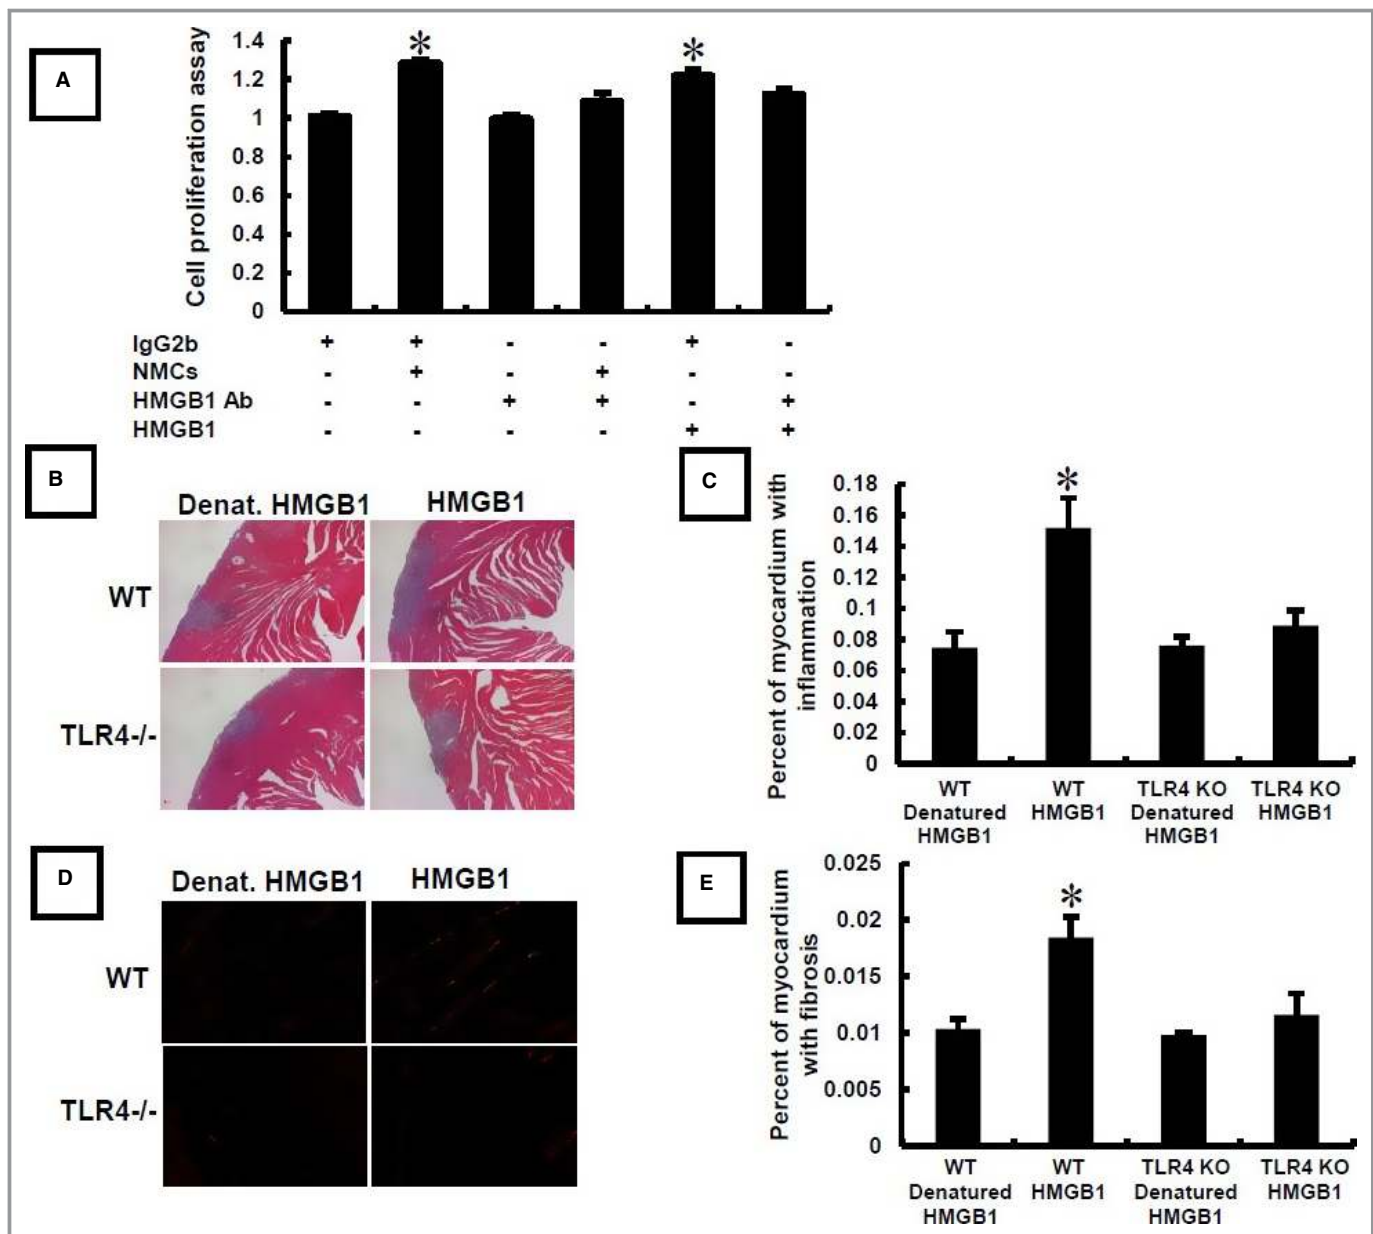 A
Cell proliferation assay
1.4
1.2
1
0.8
0.6
0.4
0.2
0
*
*
IgG2b + + - - + -
NMCs - + - + - -
HMGB1 Ab - - + + - +
HMGB1 - - - - + +
B
Denat. HMGB1 HMGB1
WT
TLR4-/-
C
Percent of myocardium with
inflammation
0.18
0.16
0.14
0.12
0.1
0.08
0.06
0.04
0.02
0
*
WT
Denatured
HMGB1
WT
HMGB1
TLR4 KO
Denatured
HMGB1
TLR4 KO
HMGB1
D
Denat. HMGB1 HMGB1
WT
TLR4-/-
E
Percent of myocardium
with fibrosis
0.025
0.02
0.015
0.01
0.005
0
*
WT
Denatured
HMGB1
WT
HMGB1
TLR4 KO
Denatured
HMGB1
TLR4 KO
HMGB1